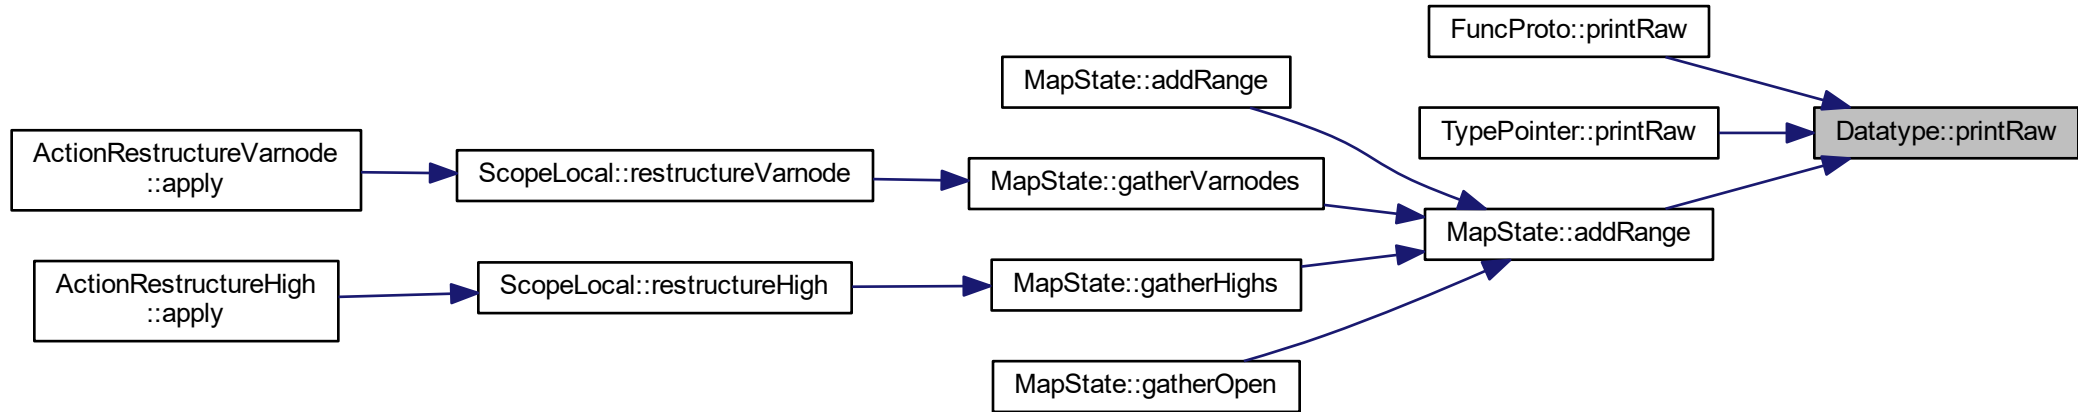 FuncProto::printRaw
MapState::addRange
TypePointer::printRaw
Datatype::printRaw
ActionRestructureVarnode
::apply
ScopeLocal::restructureVarnode
MapState::gatherVarnodes
MapState::addRange
ActionRestructureHigh
::apply
ScopeLocal::restructureHigh
MapState::gatherHighs
MapState::gatherOpen